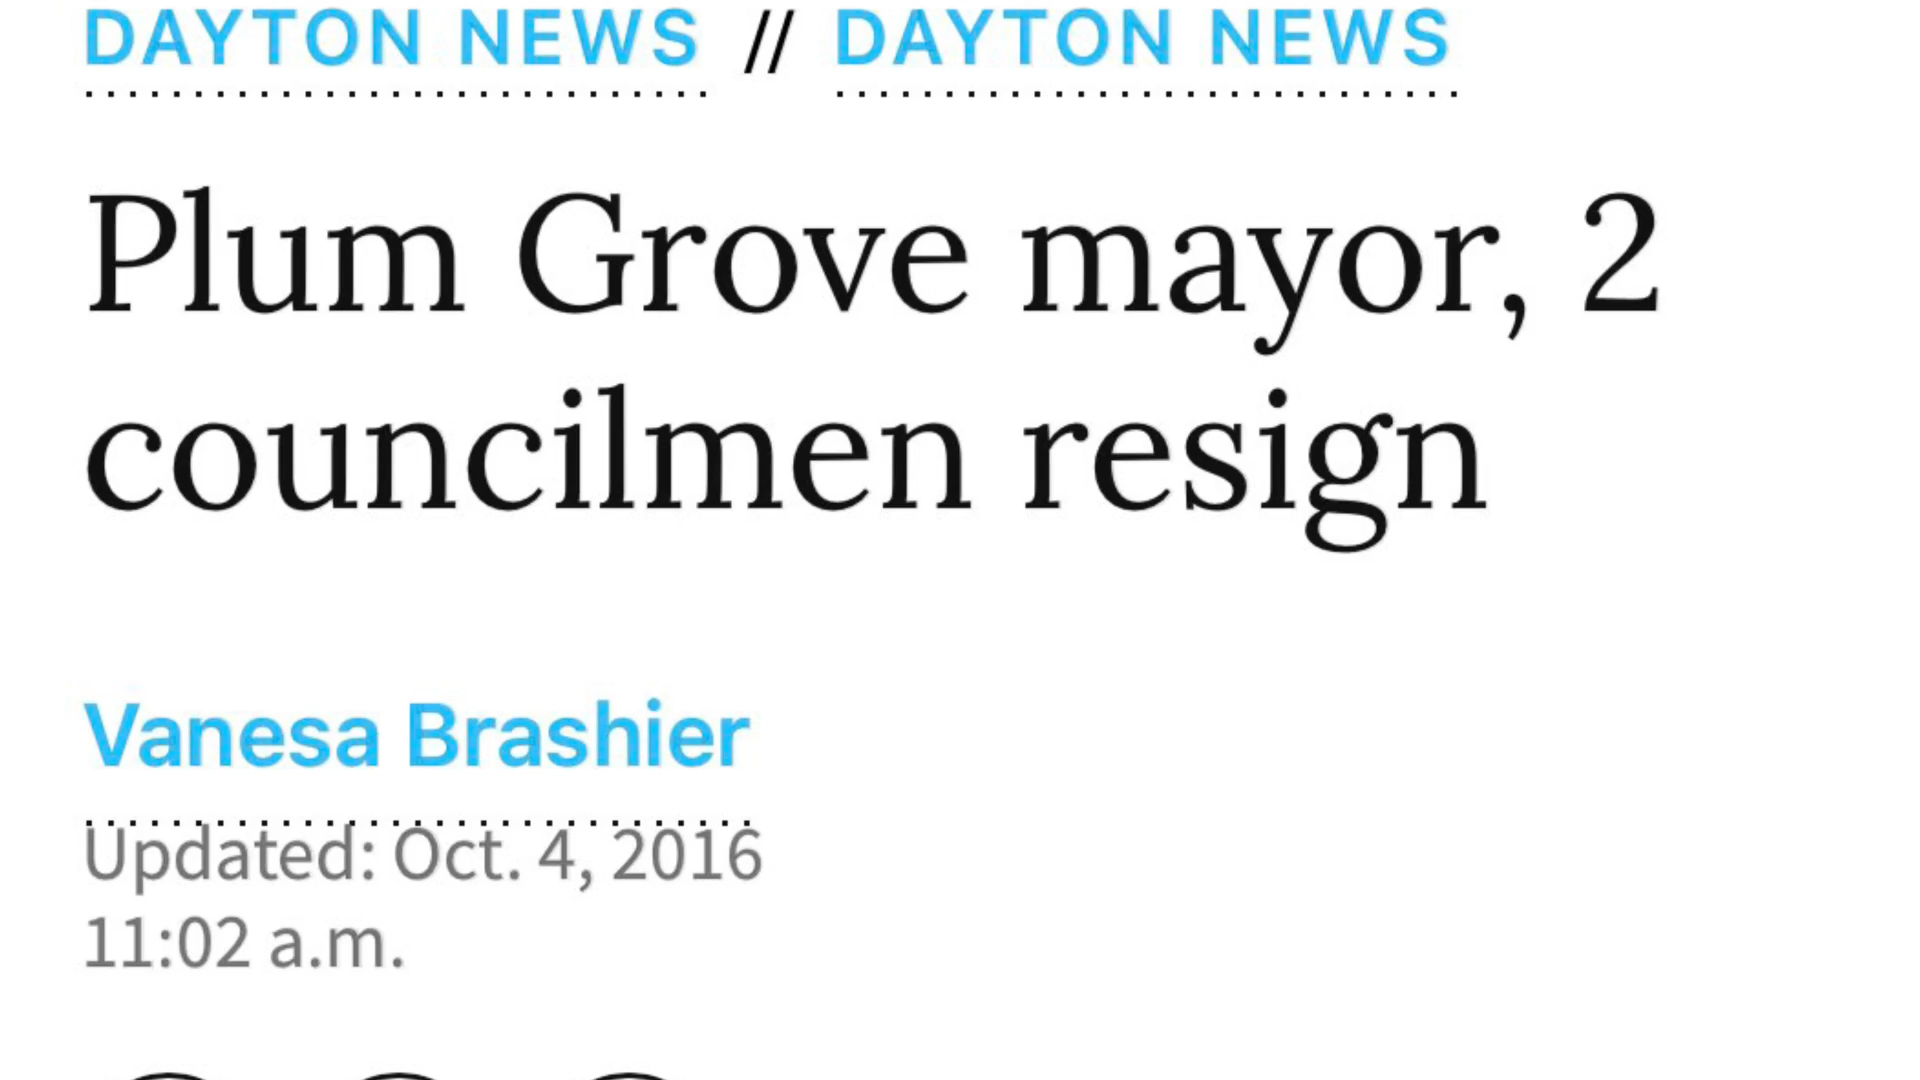 DAYTON NEWS // DAYTON NEWS
Plum Grove mayor, 2
councilmen resign
Vanesa Brashier
Updated: Oct. 4, 2016
11:02 a.m.